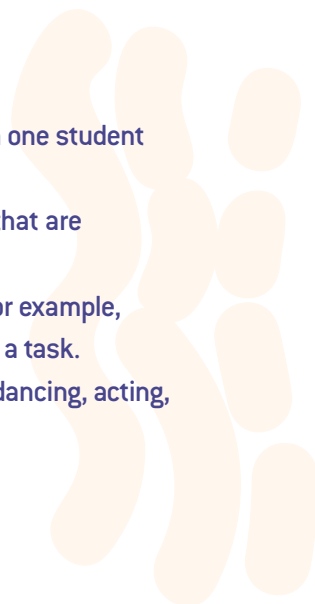 one student
hat are
or example,
a task.
dancing, acting,